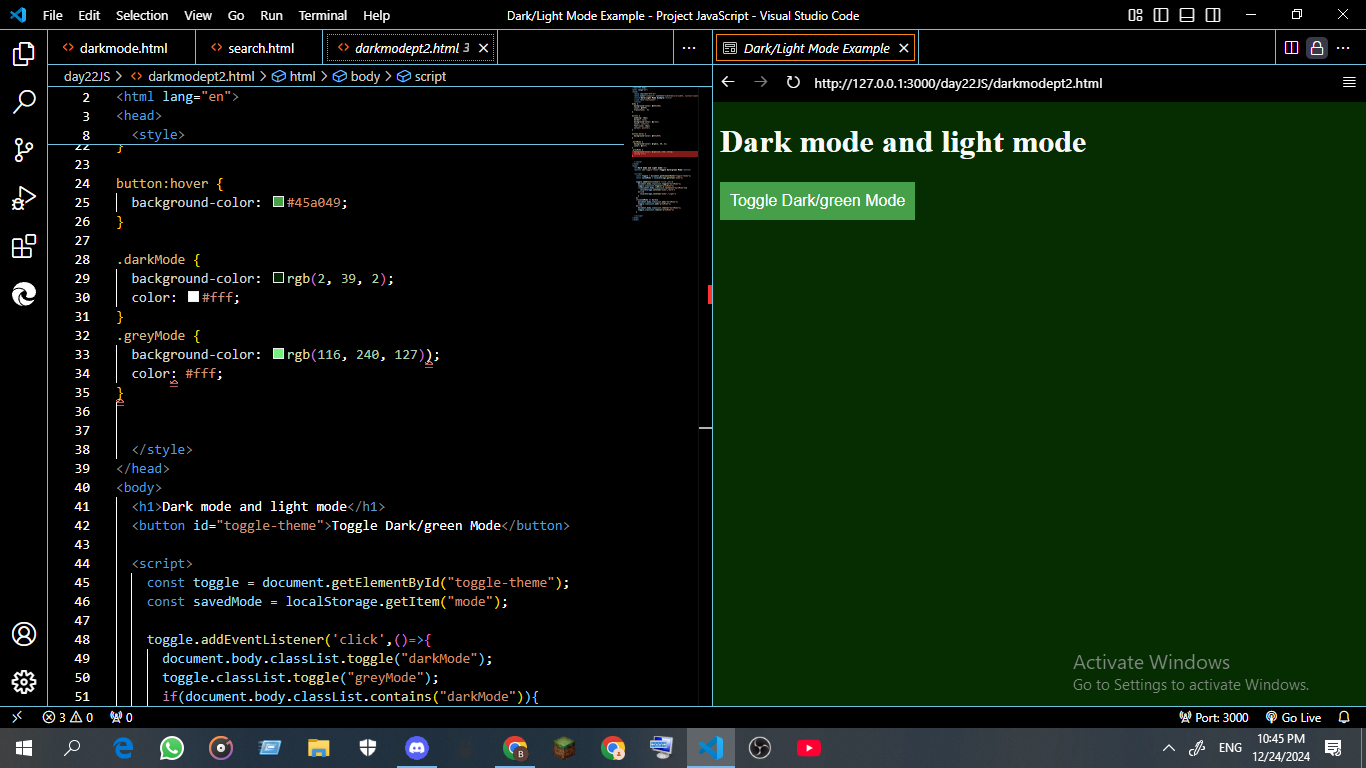 File Edit Selection View Go Run Terminal Help Dark/Light Mode Example - Project JavaScript - Visual Studio Code
darkmode.html search.html darkmodept2.html 3 Dark/Light Mode Example
day22JS > darkmodept2.html > html > body > script
http://127.0.0.1:3000/day22JS/darkmodept2.html
2 <html lang="en">
3 <head>
8 <style>
22 }
23
24 button:hover {
25 background-color: #45a049;
26 }
27
28 .darkMode {
29 background-color: rgb(2, 39, 2);
30 color: #fff;
31 }
32 .greyMode {
33 background-color: rgb(116, 240, 127));
34 color: #fff;
35 }
36
37
38 </style>
39 </head>
40 <body>
41 <h1>Dark mode and light mode</h1>
42 <button id="toggle-theme">Toggle Dark/green Mode</button>
43
44 <script>
45 const toggle = document.getElementById("toggle-theme");
46 const savedMode = localStorage.getItem("mode");
47
48 toggle.addEventListener('click',()=>{
49 document.body.classList.toggle("darkMode");
50 toggle.classList.toggle("greyMode");
51 if(document.body.classList.contains("darkMode")){
Dark mode and light mode
Toggle Dark/green Mode
Activate Windows
Go to Settings to activate Windows.
3 0 0 Port: 3000 Go Live
ENG
10:45 PM
12/24/2024